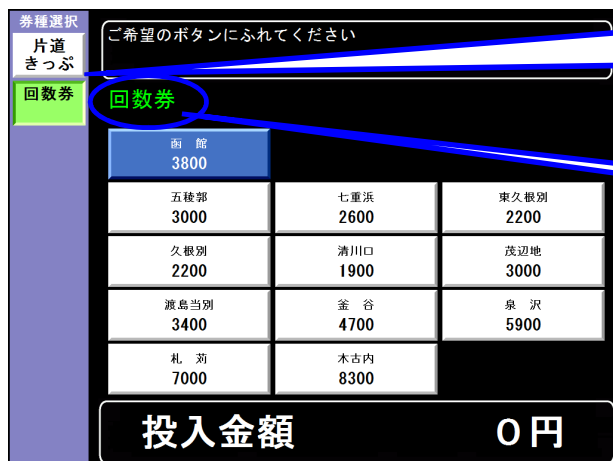 券種選択
片道
きっぷ
回数券
ご希望のボタンにふれてください
回数券
函 館
3800
五稜郭
3000
七重浜
2600
東久根別
2200
久根別
2200
清川口
1900
茂辺地
3000
渡島当別
3400
釜 谷
4700
泉 沢
5900
札 苅
7000
木古内
8300
投入金額 0円